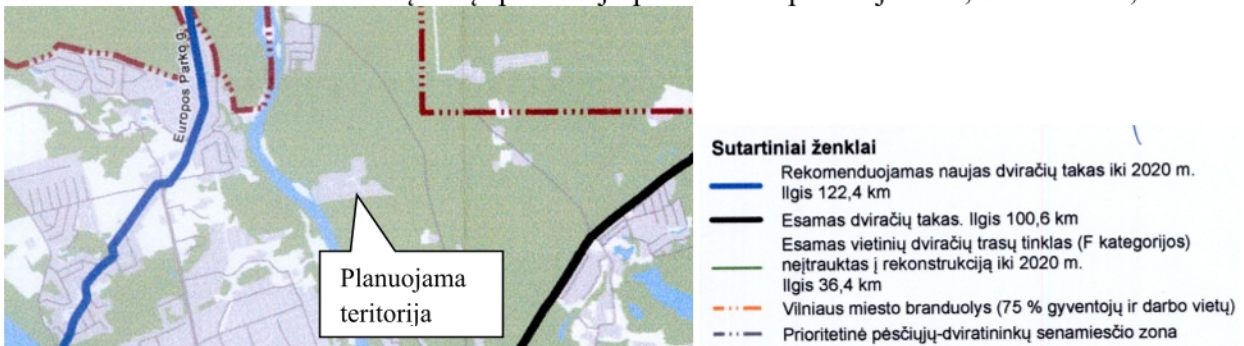 Europos Parko g.
Planuojama
teritorija
Sutartiniai ženklai
Rekomenduojamas naujas dviračių takas iki 2020 m.
Ilgis 122,4 km
Esamas dviračių takas. Ilgis 100,6 km
Esamas vietinių dviračių trasų tinklas (F kategorijos)
neįtrauktas į rekonstrukciją iki 2020 m.
Ilgis 36,4 km
Vilniaus miesto branduolys (75 % gyventojų ir darbo vietų)
Prioritetinė pėsčiųjų-dviratininkų senamiesčio zona